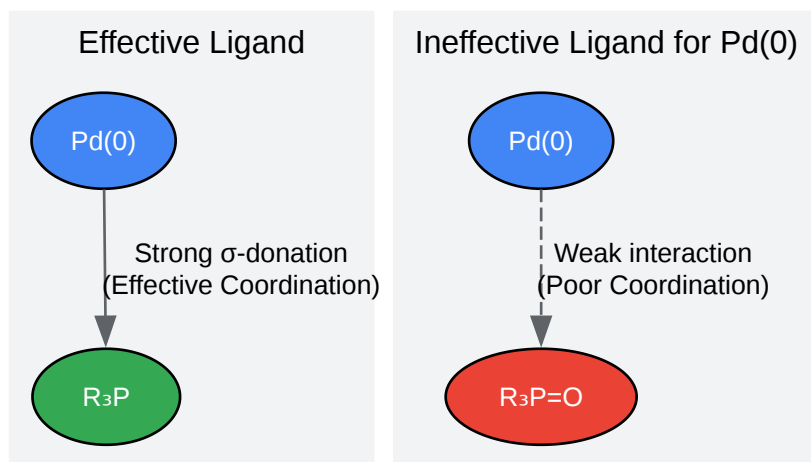 Effective Ligand
Pd(0)
Strong σ-donation
(Effective Coordination)
R₃P
Ineffective Ligand for Pd(0)
Pd(0)
Weak interaction
(Poor Coordination)
R₃P=O